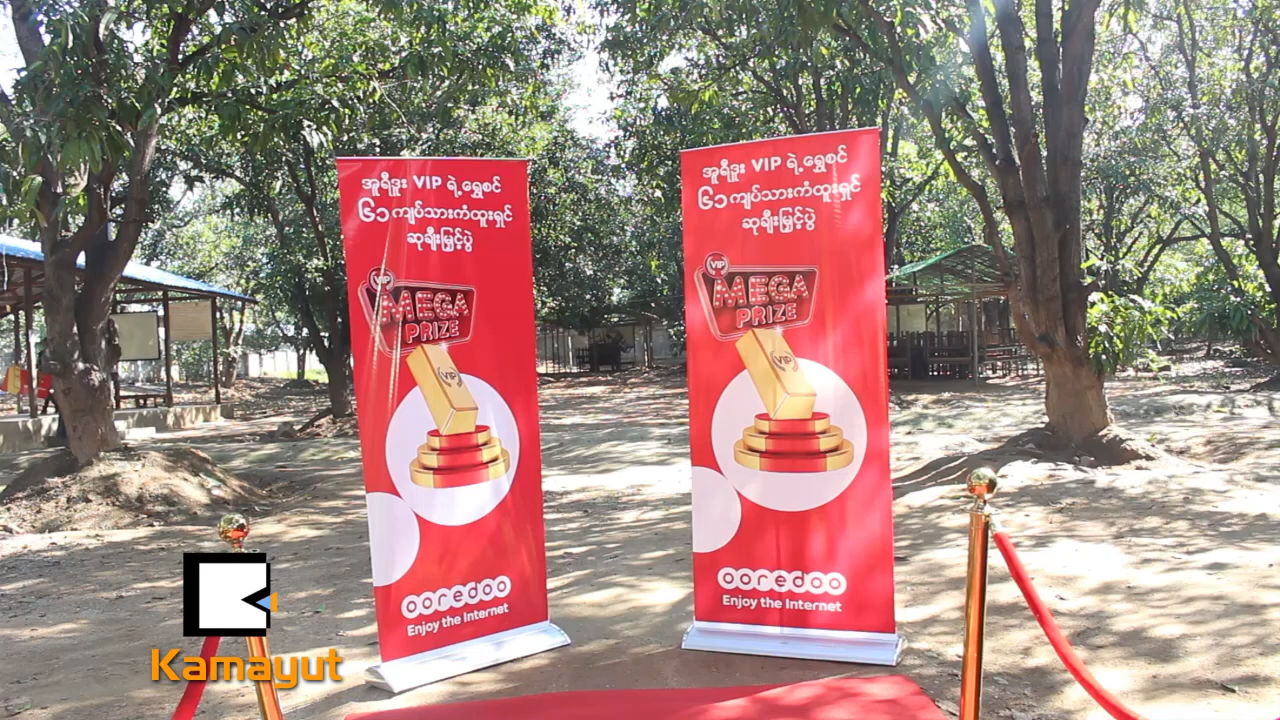 အူရီဒူး VIP ရဲ့ ရွှေစင်
၆၁ကျပ်သားကံထူးရှင်
ဆုချီးမြှင့်ပွဲ
VIP
MEGA
PRIZE
VIP
ooredoo
Enjoy the Internet
အူရီဒူး VIP ရဲ့ ရွှေစင်
၆၁ကျပ်သားကံထူးရှင်
ဆုချီးမြှင့်ပွဲ
VIP
MEGA
PRIZE
VIP
ooredoo
Enjoy the Internet
Kamayut